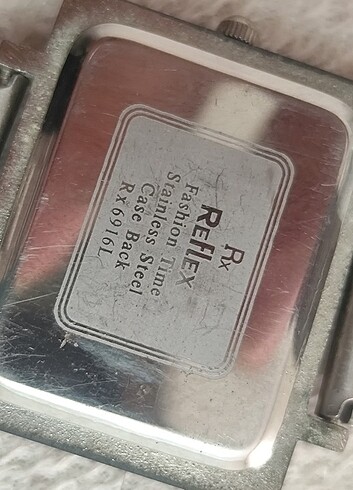 Rx
REFLEX
Fashion Time
Stainless Steel
Case Back
Rx6916L